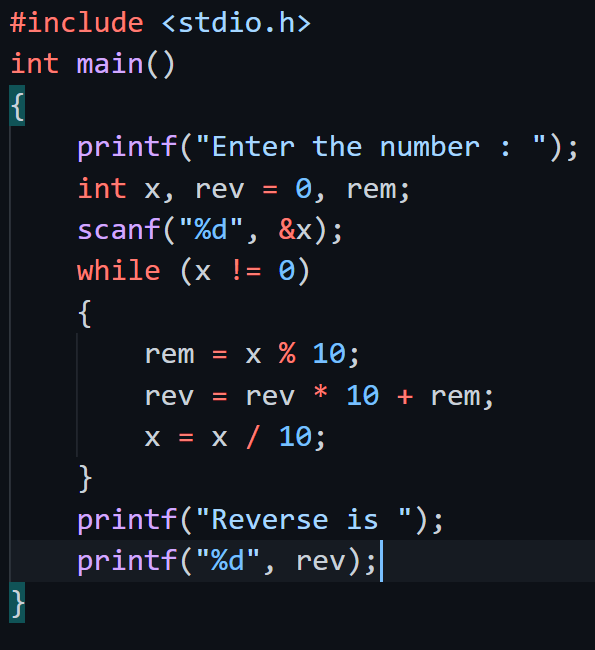 #include <stdio.h>
int main()
{
    printf("Enter the number : ");
    int x, rev = 0, rem;
    scanf("%d", &x);
    while (x != 0)
    {
        rem = x % 10;
        rev = rev * 10 + rem;
        x = x / 10;
    }
    printf("Reverse is ");
    printf("%d", rev);
}